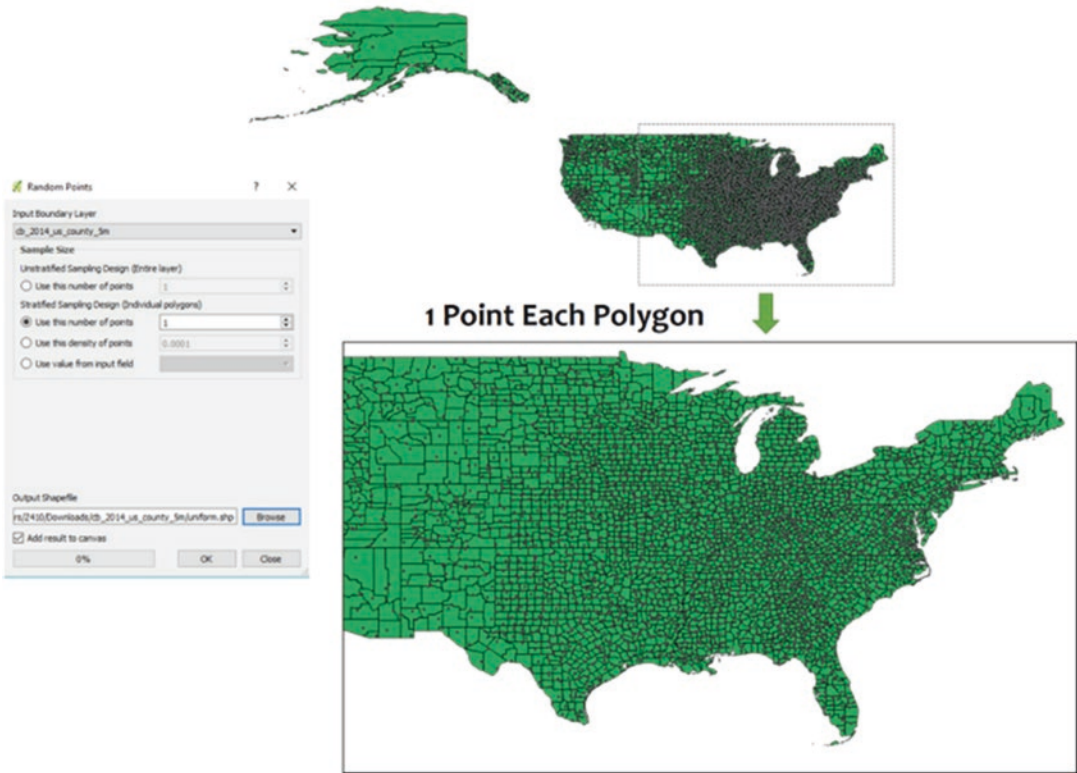 Random Points
?
Input Boundary Layer
cb_2014_us_county_5m
Sample Size
Unstratified Sampling Design (Entire layer)
Use this number of points
1
Stratified Sampling Design (Individual polygons)
Use this number of points
1
Use this density of points
0.0001
Use value from input field
1 Point Each Polygon
Output Shapefile
rs/2410/Downloads/cb_2014_us_county_5m/uniform.shp
Browse
Add result to canvas
0%
OK
Close